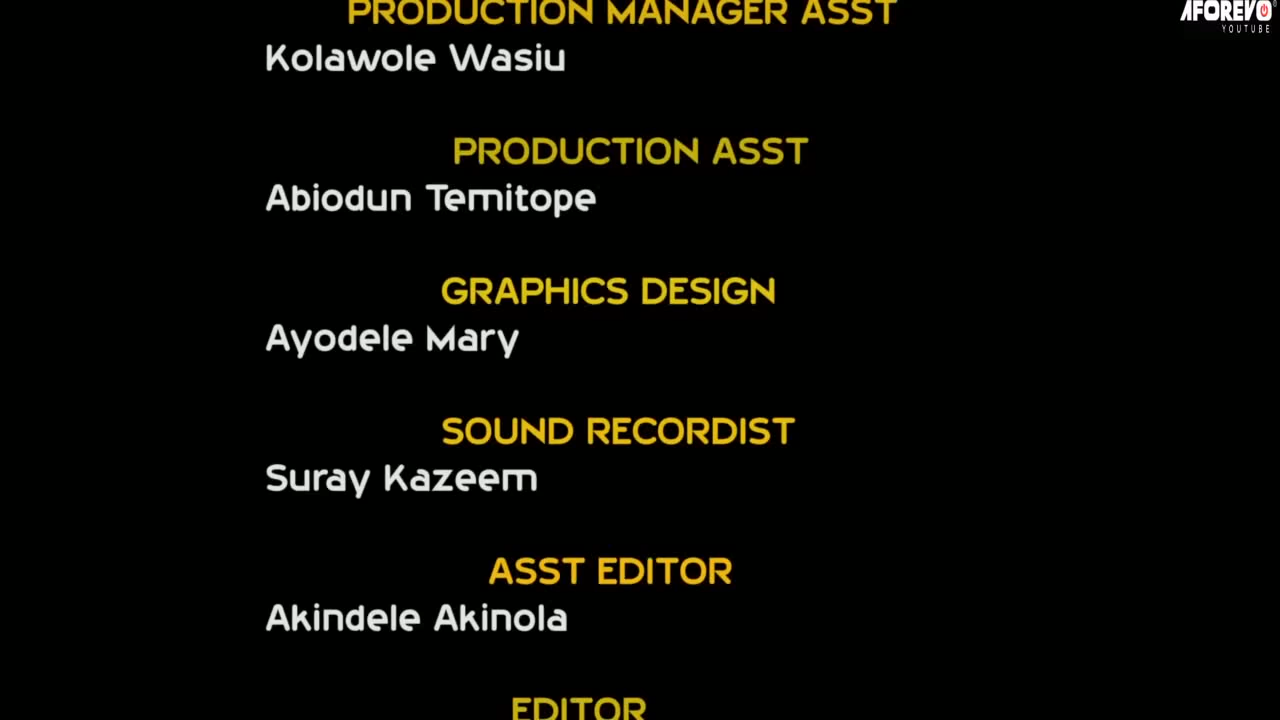 PRODUCTION MANAGER ASST
AFOREVO
YOUTUBE
Kolawole Wasiu
PRODUCTION ASST
Abiodun Temitope
GRAPHICS DESIGN
Ayodele Mary
SOUND RECORDIST
Suray Kazeem
ASST EDITOR
Akindele Akinola
EDITOR